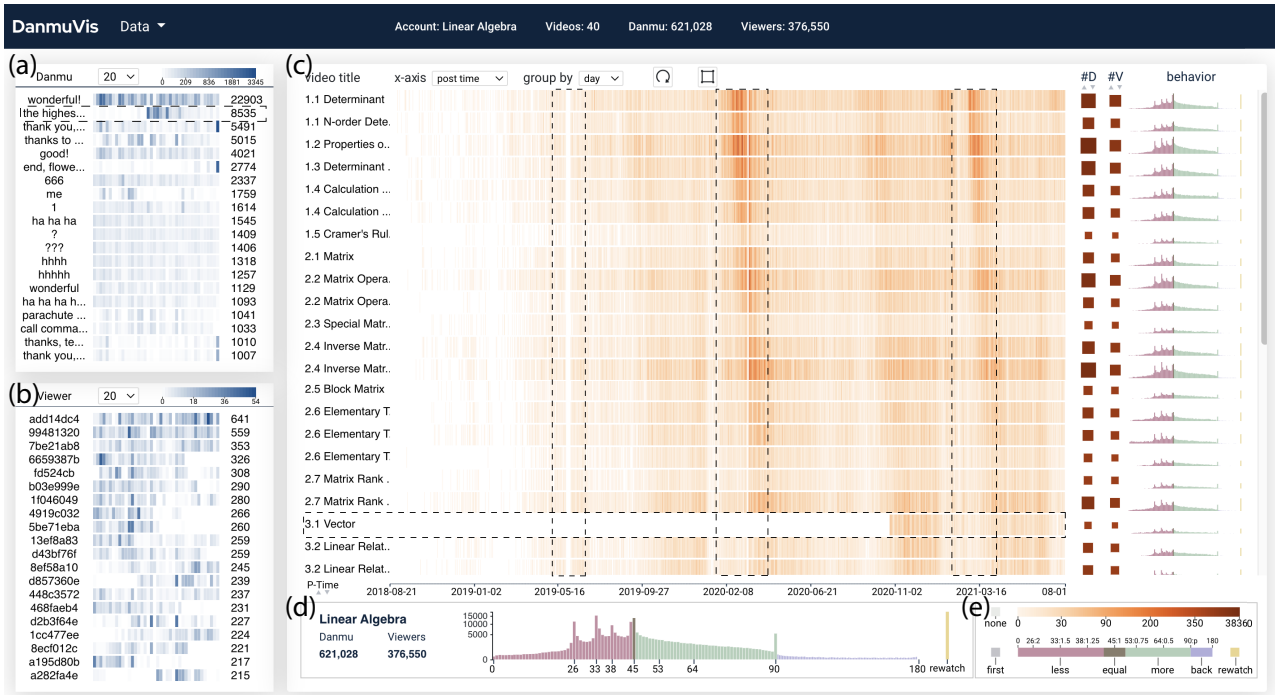 DanmuVis Data Account: Linear Algebra Videos: 40 Danmu: 621,028 Viewers: 376,550
(a)
Danmu 20 0 209 836 1881 3345
wonderful! 22903
the highes... 8535
thank you,... 5491
thanks to ... 5015
good! 4021
end, flowe... 2774
666 2337
me 1759
1 1614
ha ha ha 1545
? 1409
??? 1406
hhhh 1318
hhhhh 1257
wonderful 1129
ha ha ha h... 1093
parachute ... 1041
call comma... 1033
thanks, te... 1010
thank you,... 1007
(b)
Viewer 20 0 18 36 54
add14dc4 641
99481320 559
7be21ab8 353
6659387b 326
fd524cb 308
b03e999e 290
1f046049 280
4919c032 266
5be71eba 260
13ef8a83 259
d43bf76f 259
8ef58a10 245
d857360e 239
448c3572 237
468faeb4 231
d2b3f64e 227
1cc477ee 224
8ecf012c 221
a195d80b 217
a282fa4e 215
(c)
video title x-axis post time group by day #D #V behavior
1.1 Determinant
1.1 N-order Dete.
1.2 Properties o...
1.3 Determinant .
1.4 Calculation ...
1.4 Calculation ...
1.5 Cramer's Rul.
2.1 Matrix
2.2 Matrix Opera.
2.2 Matrix Opera.
2.3 Special Matr..
2.4 Inverse Matr..
2.4 Inverse Matr..
2.5 Block Matrix
2.6 Elementary T.
2.6 Elementary T
2.6 Elementary T
2.7 Matrix Rank .
2.7 Matrix Rank .
3.1 Vector
3.2 Linear Relat..
3.2 Linear Relat..
P-Time 2018-08-21 2019-01-02 2019-05-16 2019-09-27 2020-02-08 2020-06-21 2020-11-02 2021-03-16 08-01
(d)
Linear Algebra
Danmu Viewers
621,028 376,550
15000
10000
5000
0
0 26 33 38 45 53 64 90 180 rewatch
(e)
none 0 30 90 200 350 38360
0 26:2 33:1.5 38:1.25 45:1 53:0.75 64:0.5 90:p 180
first less equal more back rewatch